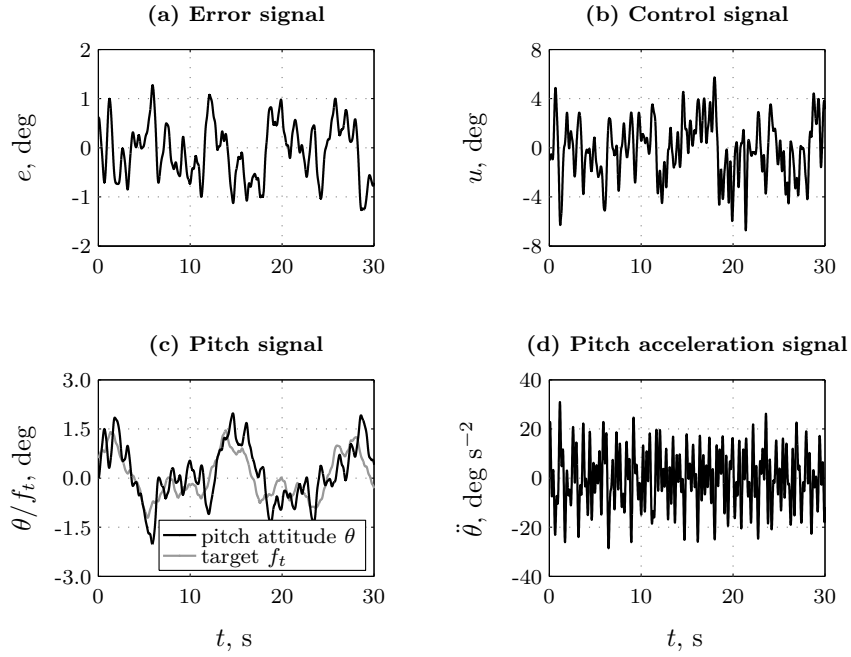 (a) Error signal
(b) Control signal
e, deg
2
1
0
-1
-2
0 10 20 30
u, deg
8
4
0
-4
-8
0 10 20 30
(c) Pitch signal
(d) Pitch acceleration signal
θ/fₜ, deg
3.0
1.5
0.0
-1.5
-3.0
pitch attitude θ
target fₜ
0 10 20 30
t, s
θ̈, deg s⁻²
40
20
0
-20
-40
0 10 20 30
t, s